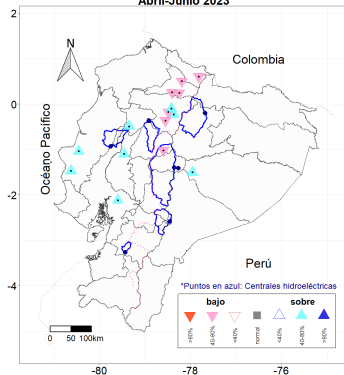 Abril-Junio 2023
2
N
Colombia
0
Océano Pacífico
-2
Perú
-4
*Puntos en azul: Centrales hidroeléctricas
bajo sobre
>80% 40-80% <40% normal <40% 40-80% >80%
0 50 100km
-80 -78 -76